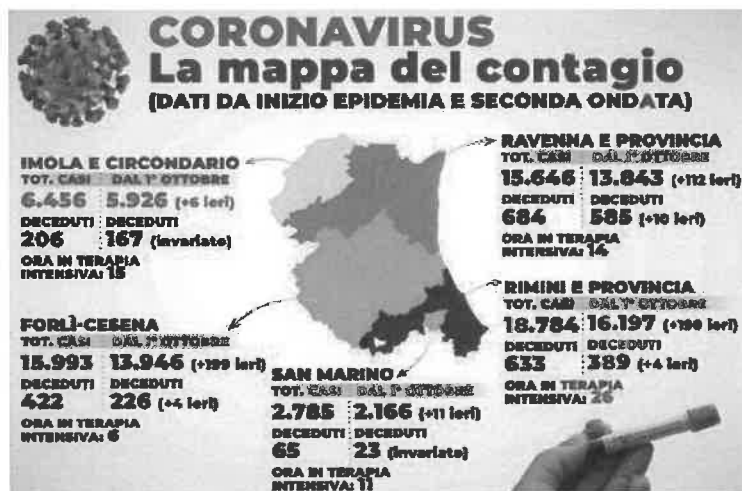 CORONAVIRUS
La mappa del contagio
(DATI DA INIZIO EPIDEMIA E SECONDA ONDATA)
IMOLA E CIRCONDARIO
TOT. CASI DAL 1° OTTOBRE
6.456 5.926 (+6 ieri)
DECEDUTI DECEDUTI
206 167 (invariato)
ORA IN TERAPIA
INTENSIVA: 15
RAVENNA E PROVINCIA
TOT. CASI DAL 1° OTTOBRE
15.646 13.843 (+112 ieri)
DECEDUTI DECEDUTI
684 585 (+10 ieri)
ORA IN TERAPIA
INTENSIVA: 14
FORLÌ-CESENA
TOT. CASI DAL 1° OTTOBRE
15.993 13.946 (+199 ieri)
DECEDUTI DECEDUTI
422 226 (+4 ieri)
ORA IN TERAPIA
INTENSIVA: 6
SAN MARINO
TOT. CASI DAL 1° OTTOBRE
2.785 2.166 (+11 ieri)
DECEDUTI DECEDUTI
65 23 (invariato)
ORA IN TERAPIA
INTENSIVA: 11
RIMINI E PROVINCIA
TOT. CASI DAL 1° OTTOBRE
18.784 16.197 ieri)
DECEDUTI DECEDUTI
633 389 (+4 ieri)
ORA IN TERAPIA
INTENSIVA: 26